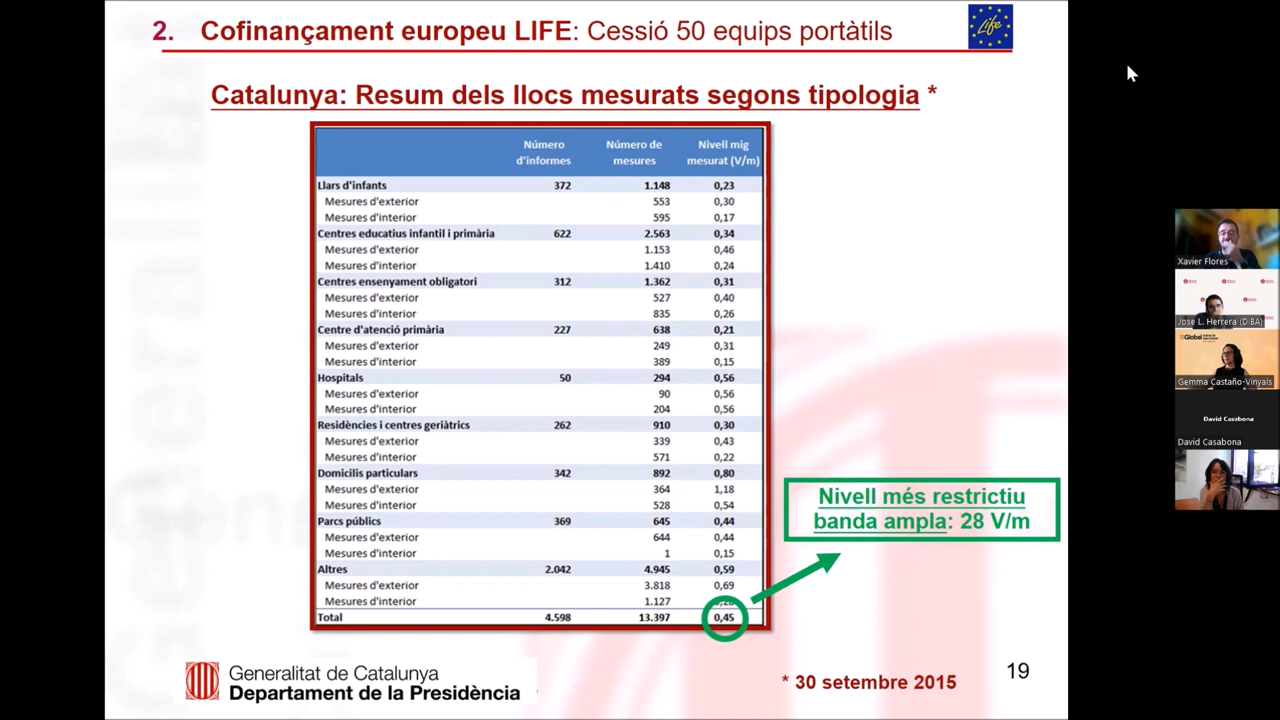 2. Cofinançament europeu LIFE: Cessió 50 equips portàtils
Life
Catalunya: Resum dels llocs mesurats segons tipologia *
Número d'informes Número de mesures Nivell mig mesurat (V/m)
Llars d'infants 372 1.148 0,23
Mesures d'exterior 553 0,30
Mesures d'interior 595 0,17
Centres educatius infantil i primària 622 2.563 0,34
Mesures d'exterior 1.153 0,46
Mesures d'interior 1.410 0,24
Centres ensenyament obligatori 312 1.362 0,31
Mesures d'exterior 527 0,40
Mesures d'interior 835 0,26
Centre d'atenció primària 227 638 0,21
Mesures d'exterior 249 0,31
Mesures d'interior 389 0,15
Hospitals 50 294 0,56
Mesures d'exterior 90 0,56
Mesures d'interior 204 0,56
Residències i centres geriàtrics 262 910 0,30
Mesures d'exterior 339 0,43
Mesures d'interior 571 0,22
Domicilis particulars 342 892 0,80
Mesures d'exterior 364 1,18
Mesures d'interior 528 0,54
Parcs públics 369 645 0,44
Mesures d'exterior 644 0,44
Mesures d'interior 1 0,15
Altres 2.042 4.945 0,59
Mesures d'exterior 3.818 0,69
Mesures d'interior 1.127
Total 4.598 13.397 0,45
Nivell més restrictiu
banda ampla: 28 V/m
Generalitat de Catalunya
Departament de la Presidència
* 30 setembre 2015
19
Xavier Flores
Jose L. Herrera (DIBA)
ISGlobal
Gemma Castaño-Vinyals
David Casabona
David Casabona